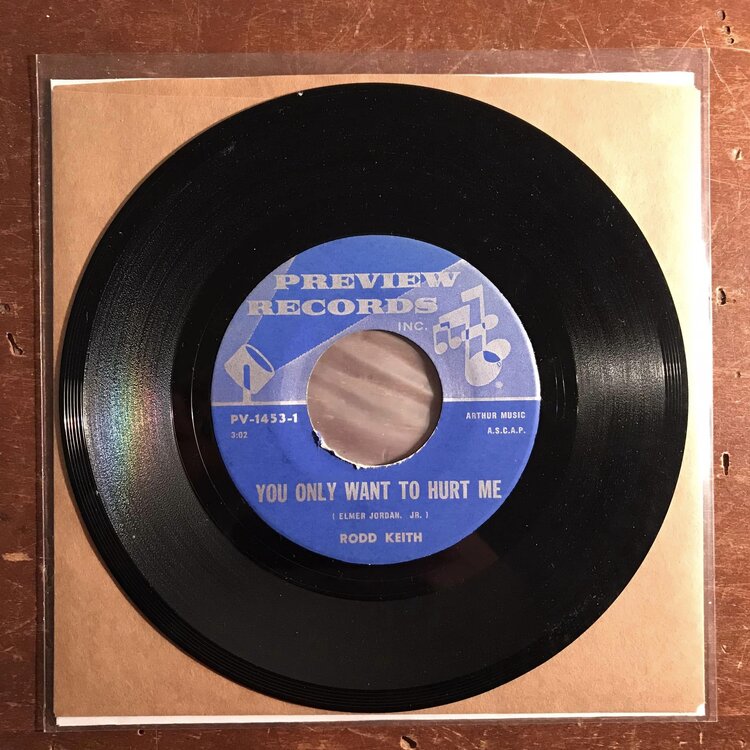 PREVIEW
RECORDS
INC.
PV-1453-1
3:02
ARTHUR MUSIC
A.S.C.A.P.
YOU ONLY WANT TO HURT ME
( ELMER JORDAN, JR. )
RODD KEITH